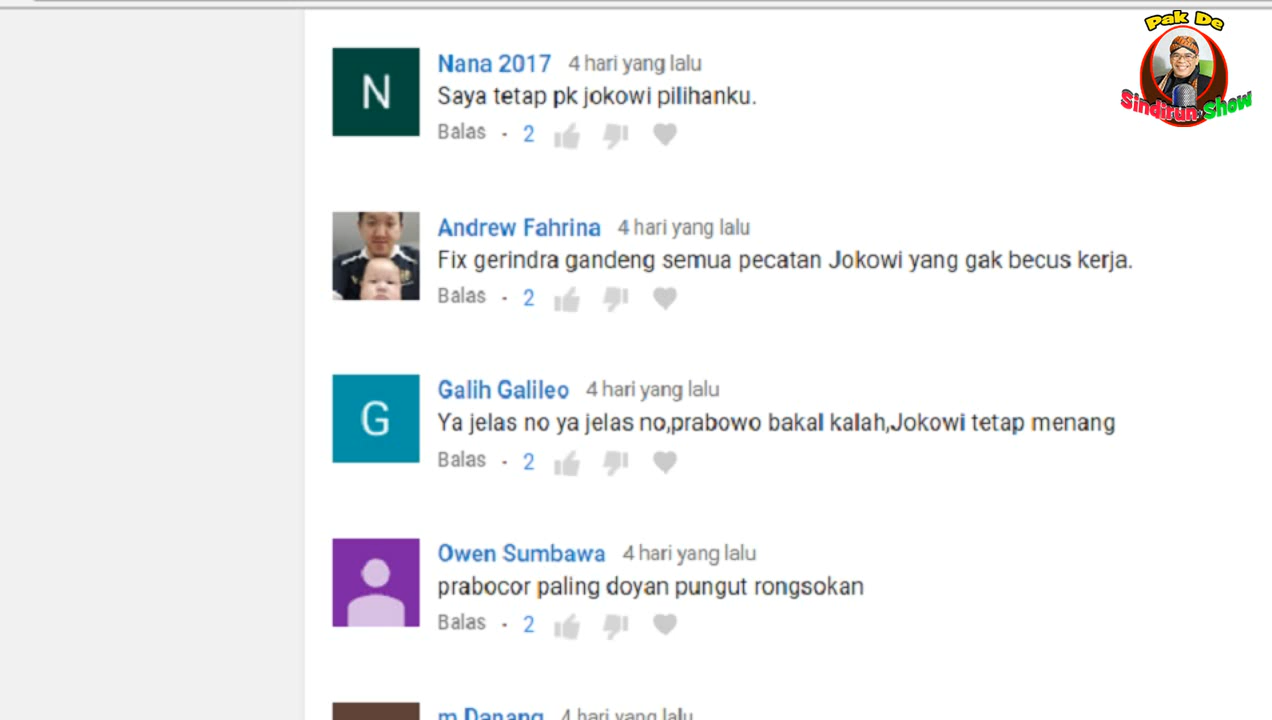 Pak De
Sindirun Show
N
Nana 2017 4 hari yang lalu
Saya tetap pk jokowi pilihanku.
Balas - 2
Andrew Fahrina 4 hari yang lalu
Fix gerindra gandeng semua pecatan Jokowi yang gak becus kerja.
Balas - 2
G
Galih Galileo 4 hari yang lalu
Ya jelas no ya jelas no,prabowo bakal kalah,Jokowi tetap menang
Balas - 2
Owen Sumbawa 4 hari yang lalu
prabocor paling doyan pungut rongsokan
Balas - 2
m Danang 4 hari yang lalu